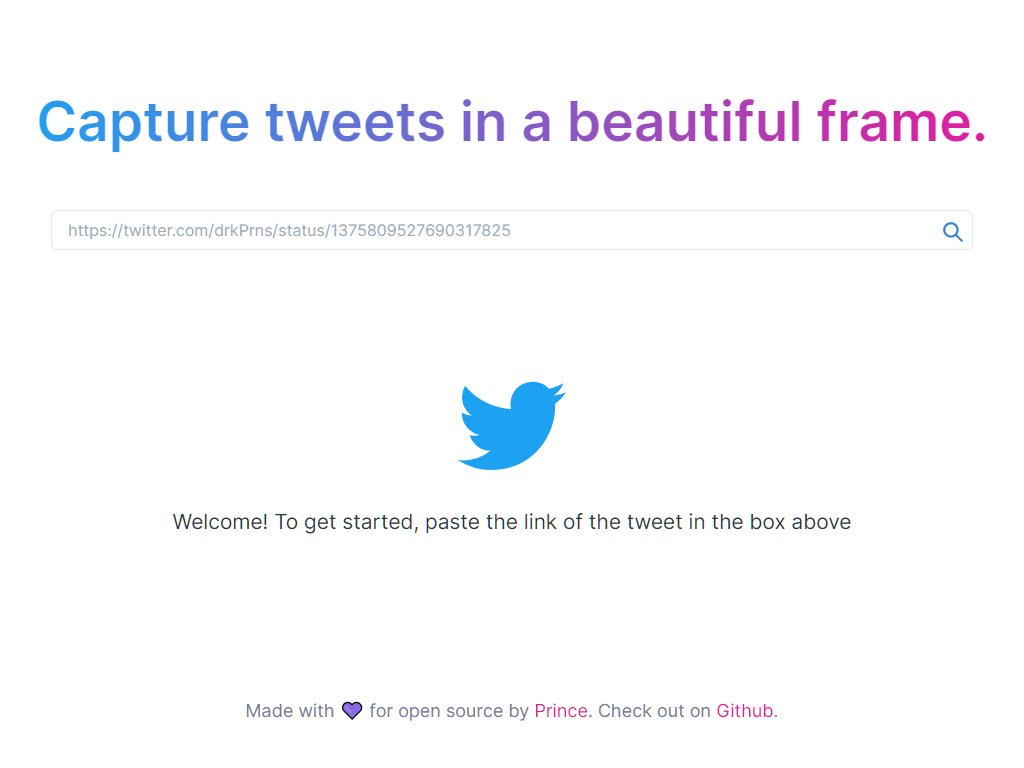 Capture tweets in a beautiful frame.
https://twitter.com/drkPrns/status/1375809527690317825
Welcome! To get started, paste the link of the tweet in the box above
Made with 💜 for open source by Prince. Check out on Github.